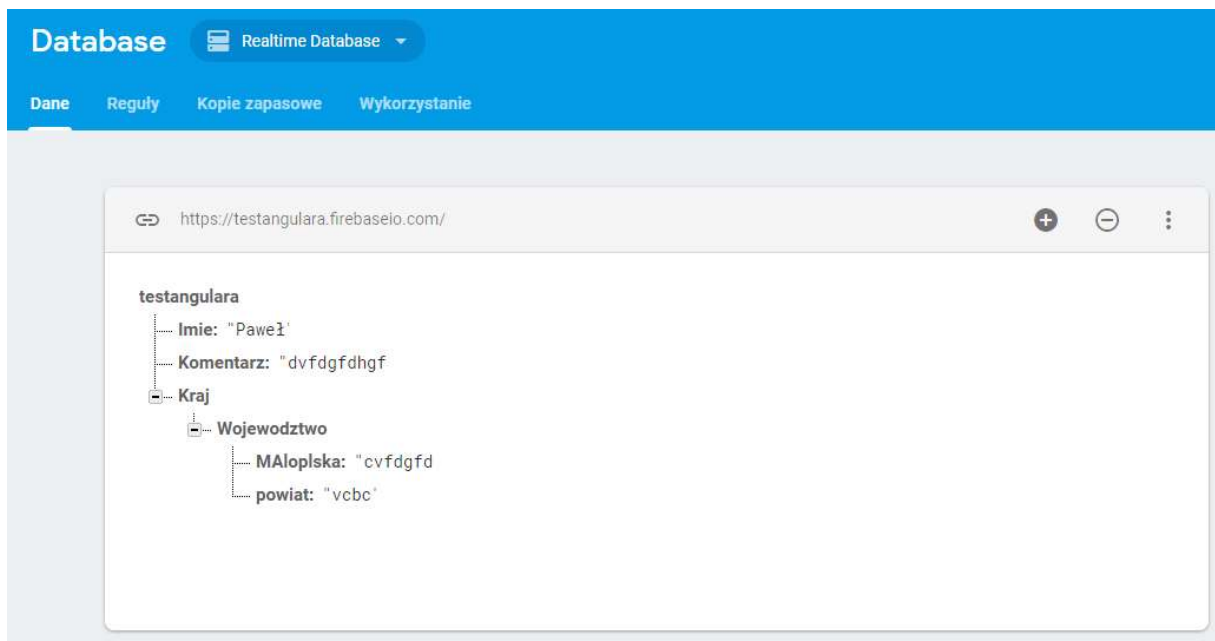 Database Realtime Database
Dane Reguły Kopie zapasowe Wykorzystanie
https://testangulara.firebaseio.com/
testangulara
Imie: "Paweł'
Komentarz: "dvfdgfdhgf
Kraj
Wojewodztwo
MAloplska: "cvfdgfd
powiat: "vcbc'